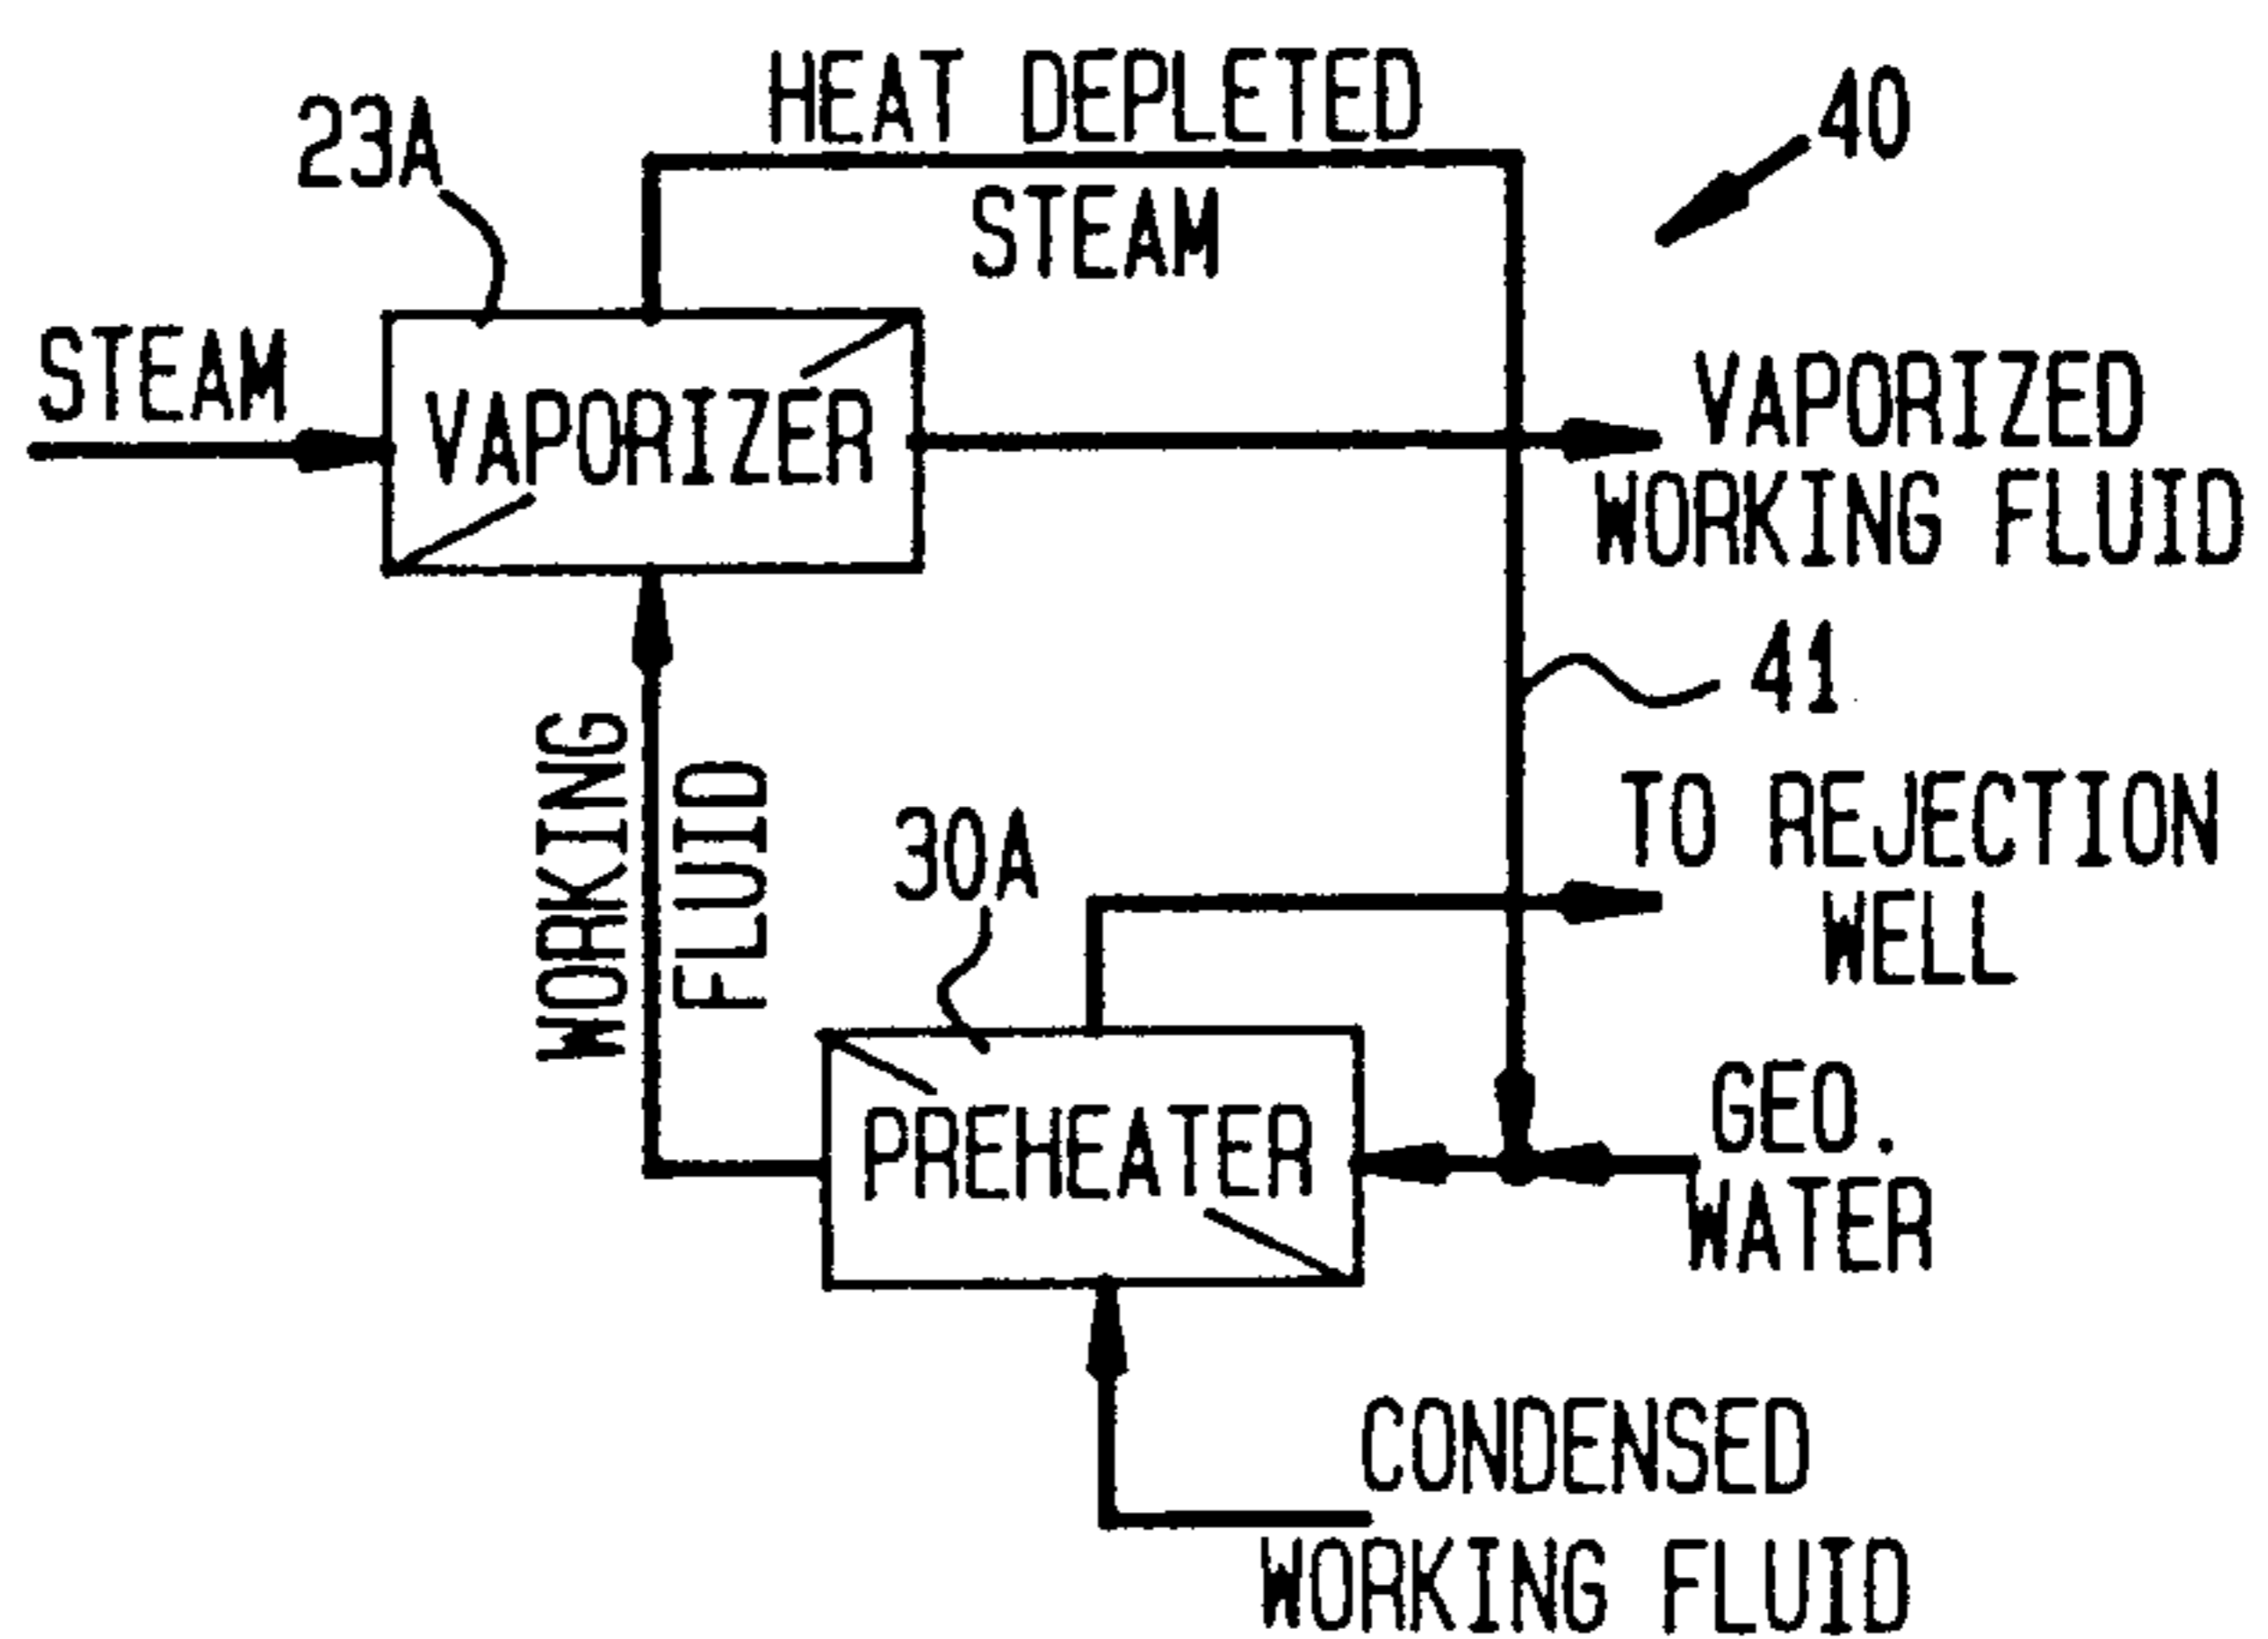 HEAT DEPLETED
STEAM
40
23A
STEAM
VAPORIZER
VAPORIZED
WORKING FLUID
41
WORKING
FLUID
TO REJECTION
WELL
30A
PREHEATER
GEO.
WATER
CONDENSED
WORKING FLUID